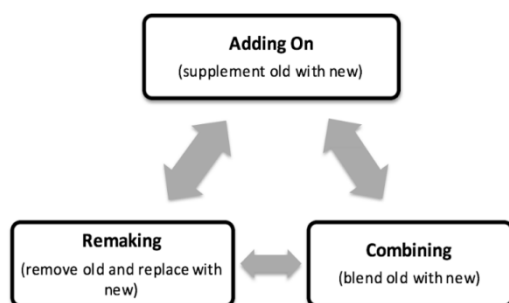 Adding On
(supplement old with new)
Remaking
(remove old and replace with
new)
Combining
(blend old with new)